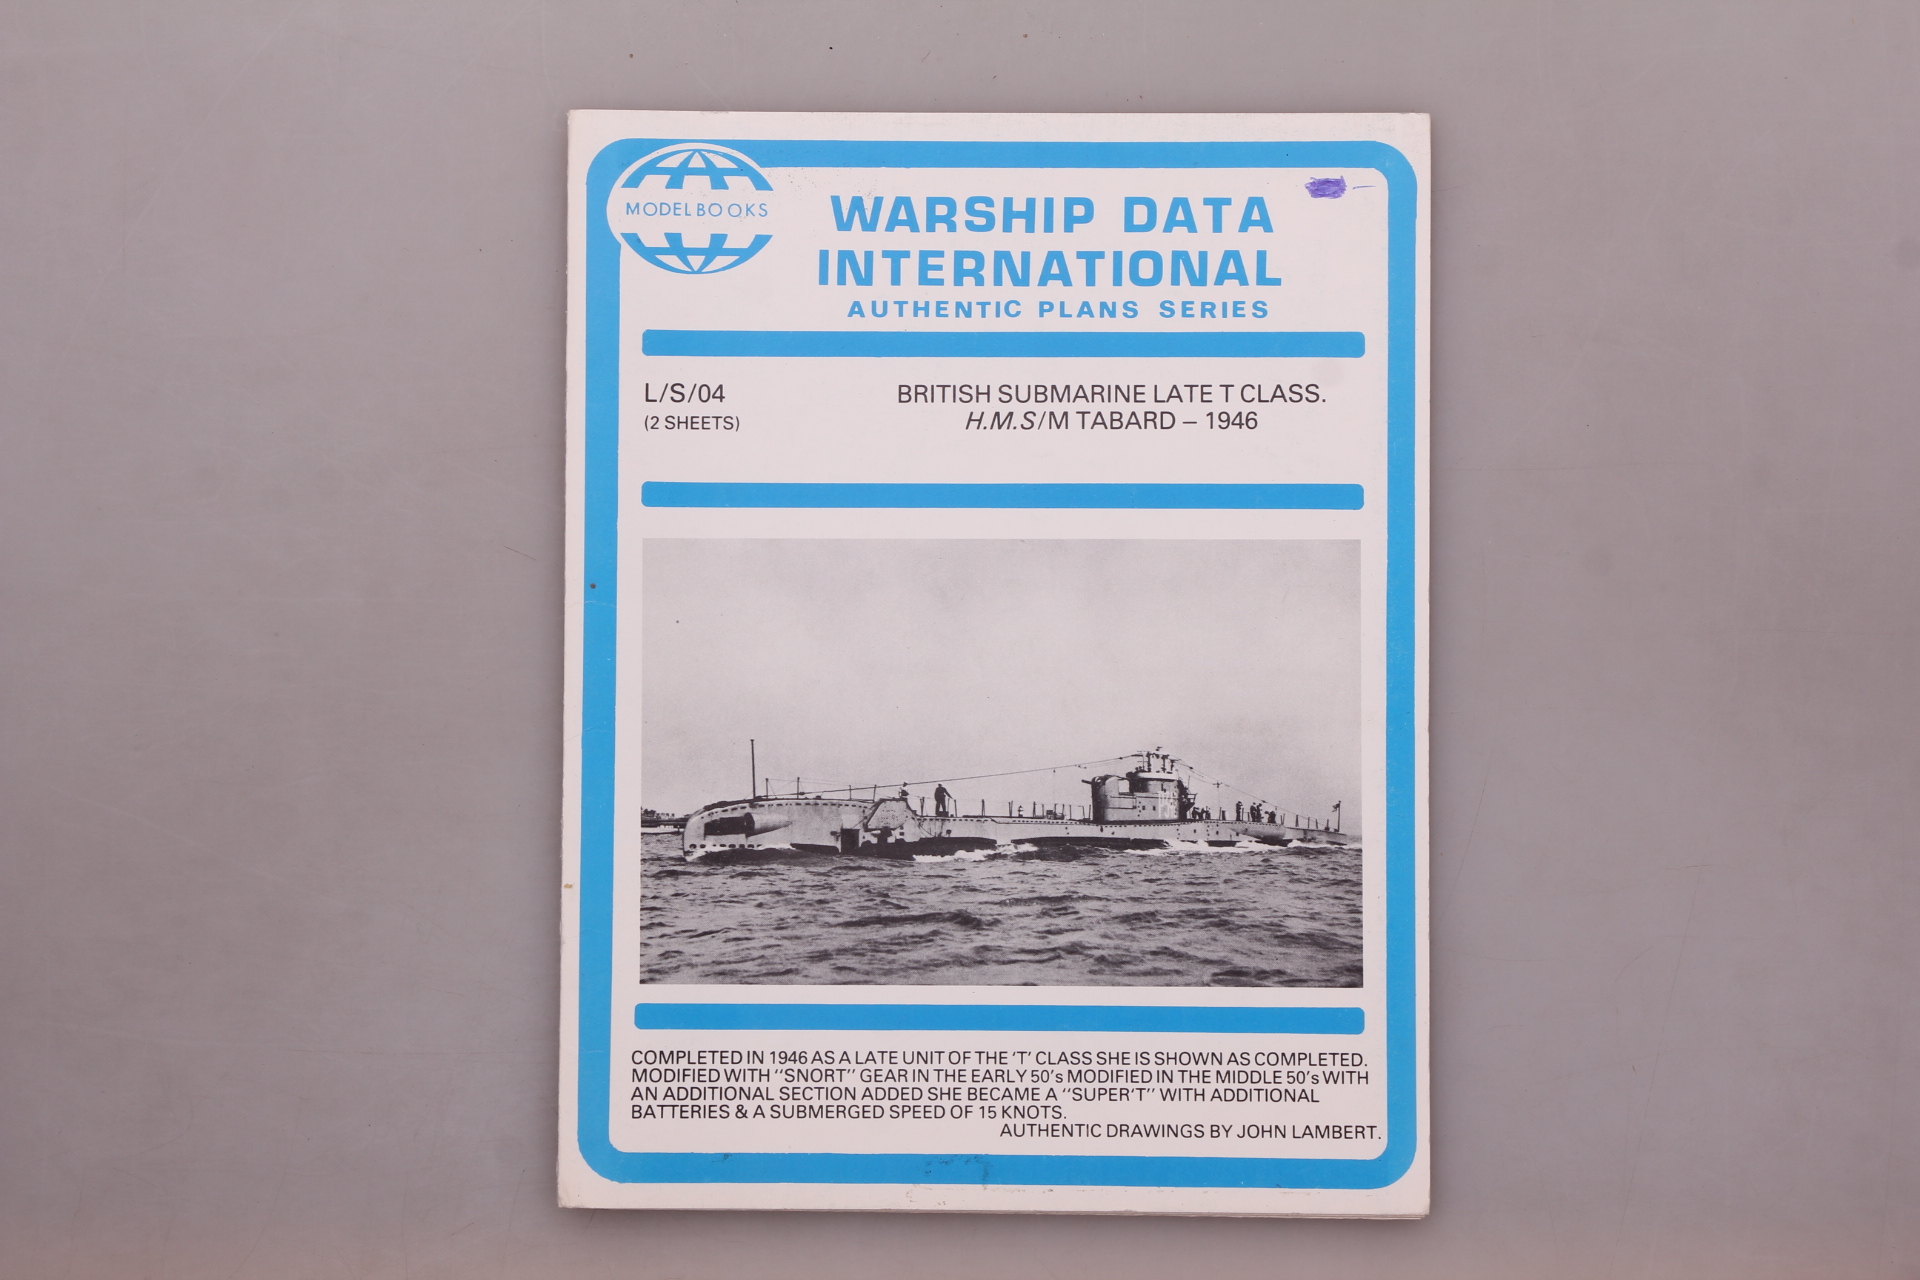 MODELBOOKS
WARSHIP DATA
INTERNATIONAL
AUTHENTIC PLANS SERIES
L/S/04
(2 SHEETS)
BRITISH SUBMARINE LATE T CLASS.
H.M.S/M TABARD – 1946
COMPLETED IN 1946 AS A LATE UNIT OF THE 'T' CLASS SHE IS SHOWN AS COMPLETED.
MODIFIED WITH "SNORT" GEAR IN THE EARLY 50's MODIFIED IN THE MIDDLE 50's WITH
AN ADDITIONAL SECTION ADDED SHE BECAME A "SUPER'T" WITH ADDITIONAL
BATTERIES & A SUBMERGED SPEED OF 15 KNOTS.
AUTHENTIC DRAWINGS BY JOHN LAMBERT.